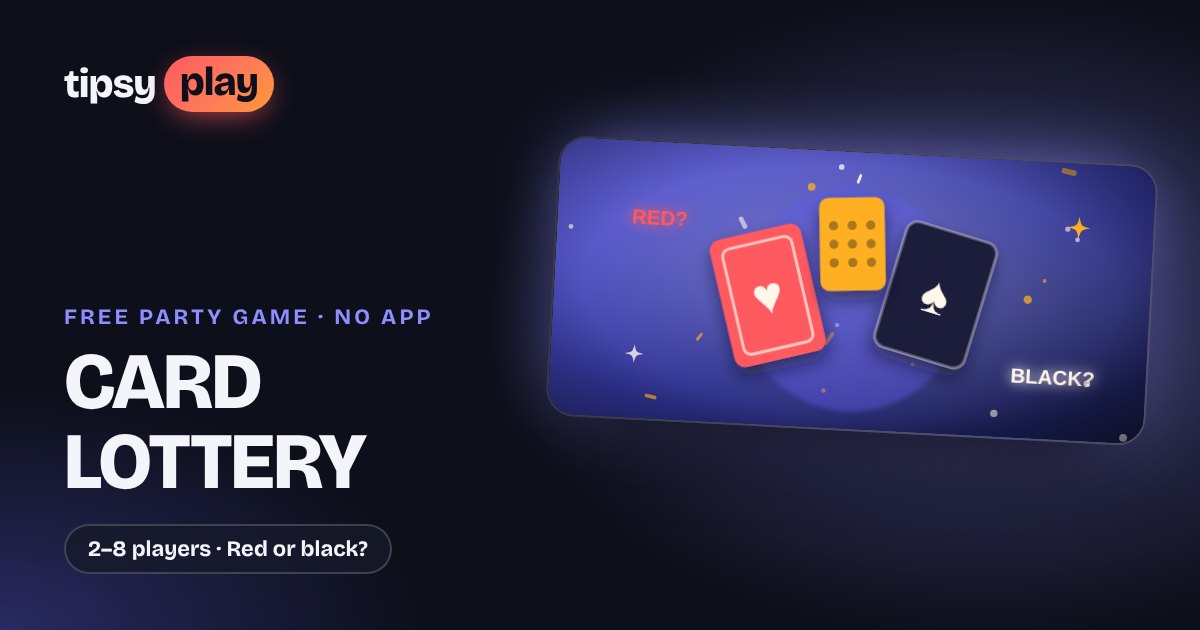 tipsy play
FREE PARTY GAME · NO APP
CARD
LOTTERY
2–8 players · Red or black?
RED?
BLACK?